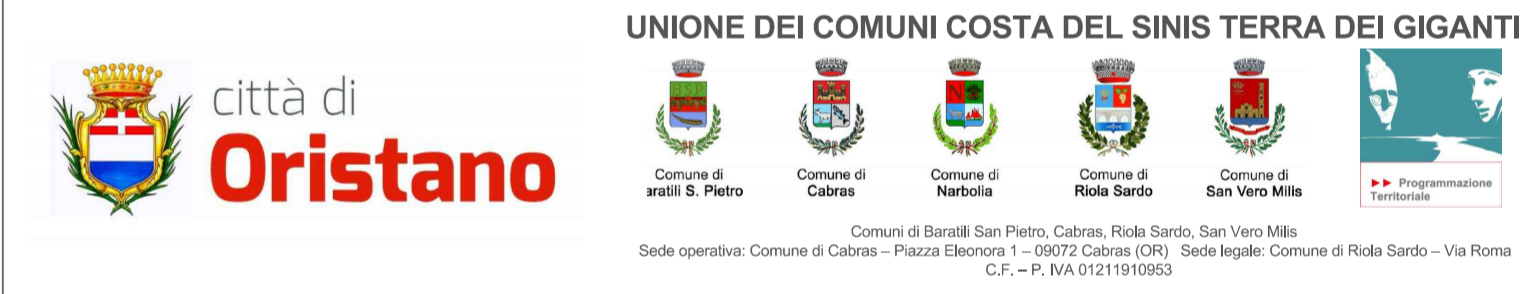 città di
Oristano
UNIONE DEI COMUNI COSTA DEL SINIS TERRA DEI GIGANTI
BSP
N
Comune di
aratili S. Pietro
Comune di
Cabras
Comune di
Narbolia
Comune di
Riola Sardo
Comune di
San Vero Milis
►► Programmazione
Territoriale
Comuni di Baratili San Pietro, Cabras, Riola Sardo, San Vero Milis
Sede operativa: Comune di Cabras – Piazza Eleonora 1 – 09072 Cabras (OR) Sede legale: Comune di Riola Sardo – Via Roma
C.F. – P. IVA 01211910953